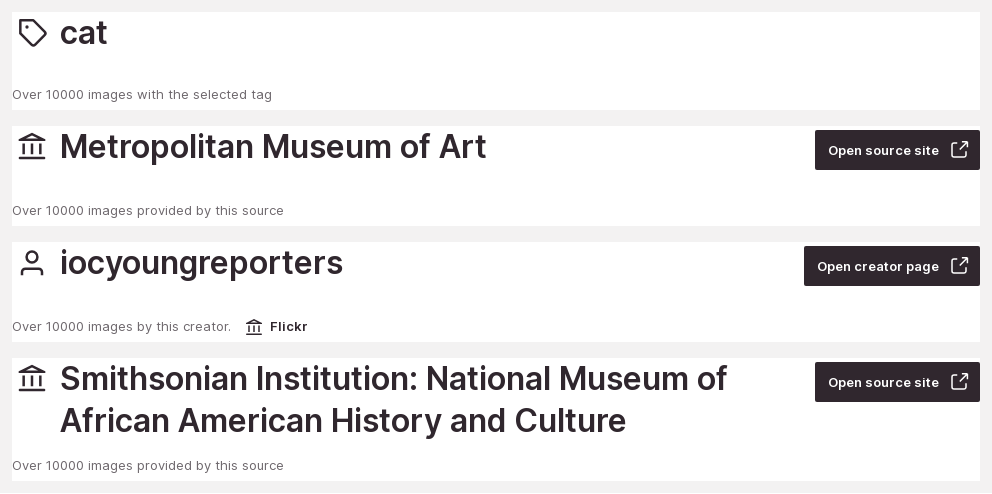 cat
Over 10000 images with the selected tag
Metropolitan Museum of Art
Open source site
Over 10000 images provided by this source
iocyoungreporters
Open creator page
Over 10000 images by this creator.
Flickr
Smithsonian Institution: National Museum of
African American History and Culture
Open source site
Over 10000 images provided by this source